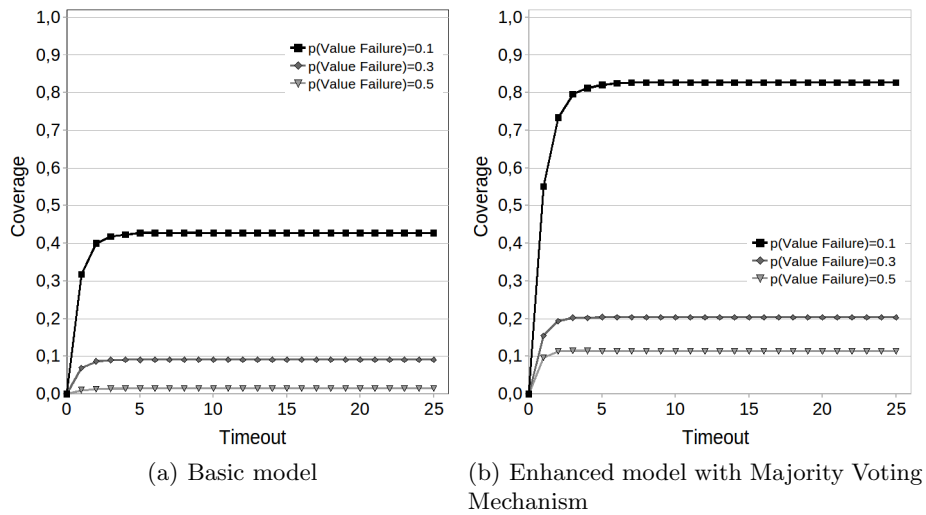 1,0
0,9
0,8
0,7
0,6
0,5
0,4
0,3
0,2
0,1
0,0
Coverage
p(Value Failure)=0.1
p(Value Failure)=0.3
p(Value Failure)=0.5
0 5 10 15 20 25
Timeout
(a) Basic model
1,0
0,9
0,8
0,7
0,6
0,5
0,4
0,3
0,2
0,1
0,0
Coverage
p(Value Failure)=0.1
p(Value Failure)=0.3
p(Value Failure)=0.5
0 5 10 15 20 25
Timeout
(b) Enhanced model with Majority Voting
Mechanism